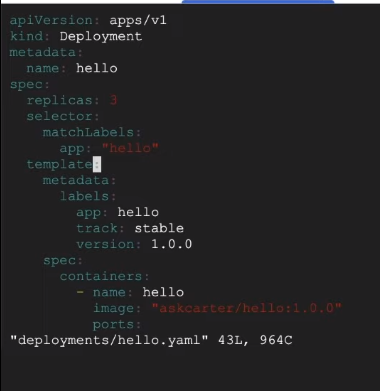 apiVersion: apps/v1
kind: Deployment
metadata:
  name: hello
spec:
  replicas: 3
  selector:
    matchLabels:
      app: "hello"
  template:
    metadata:
      labels:
        app: hello
        track: stable
        version: 1.0.0
    spec:
      containers:
        - name: hello
          image: "askcarter/hello:1.0.0"
          ports:
"deployments/hello.yaml" 43L, 964C